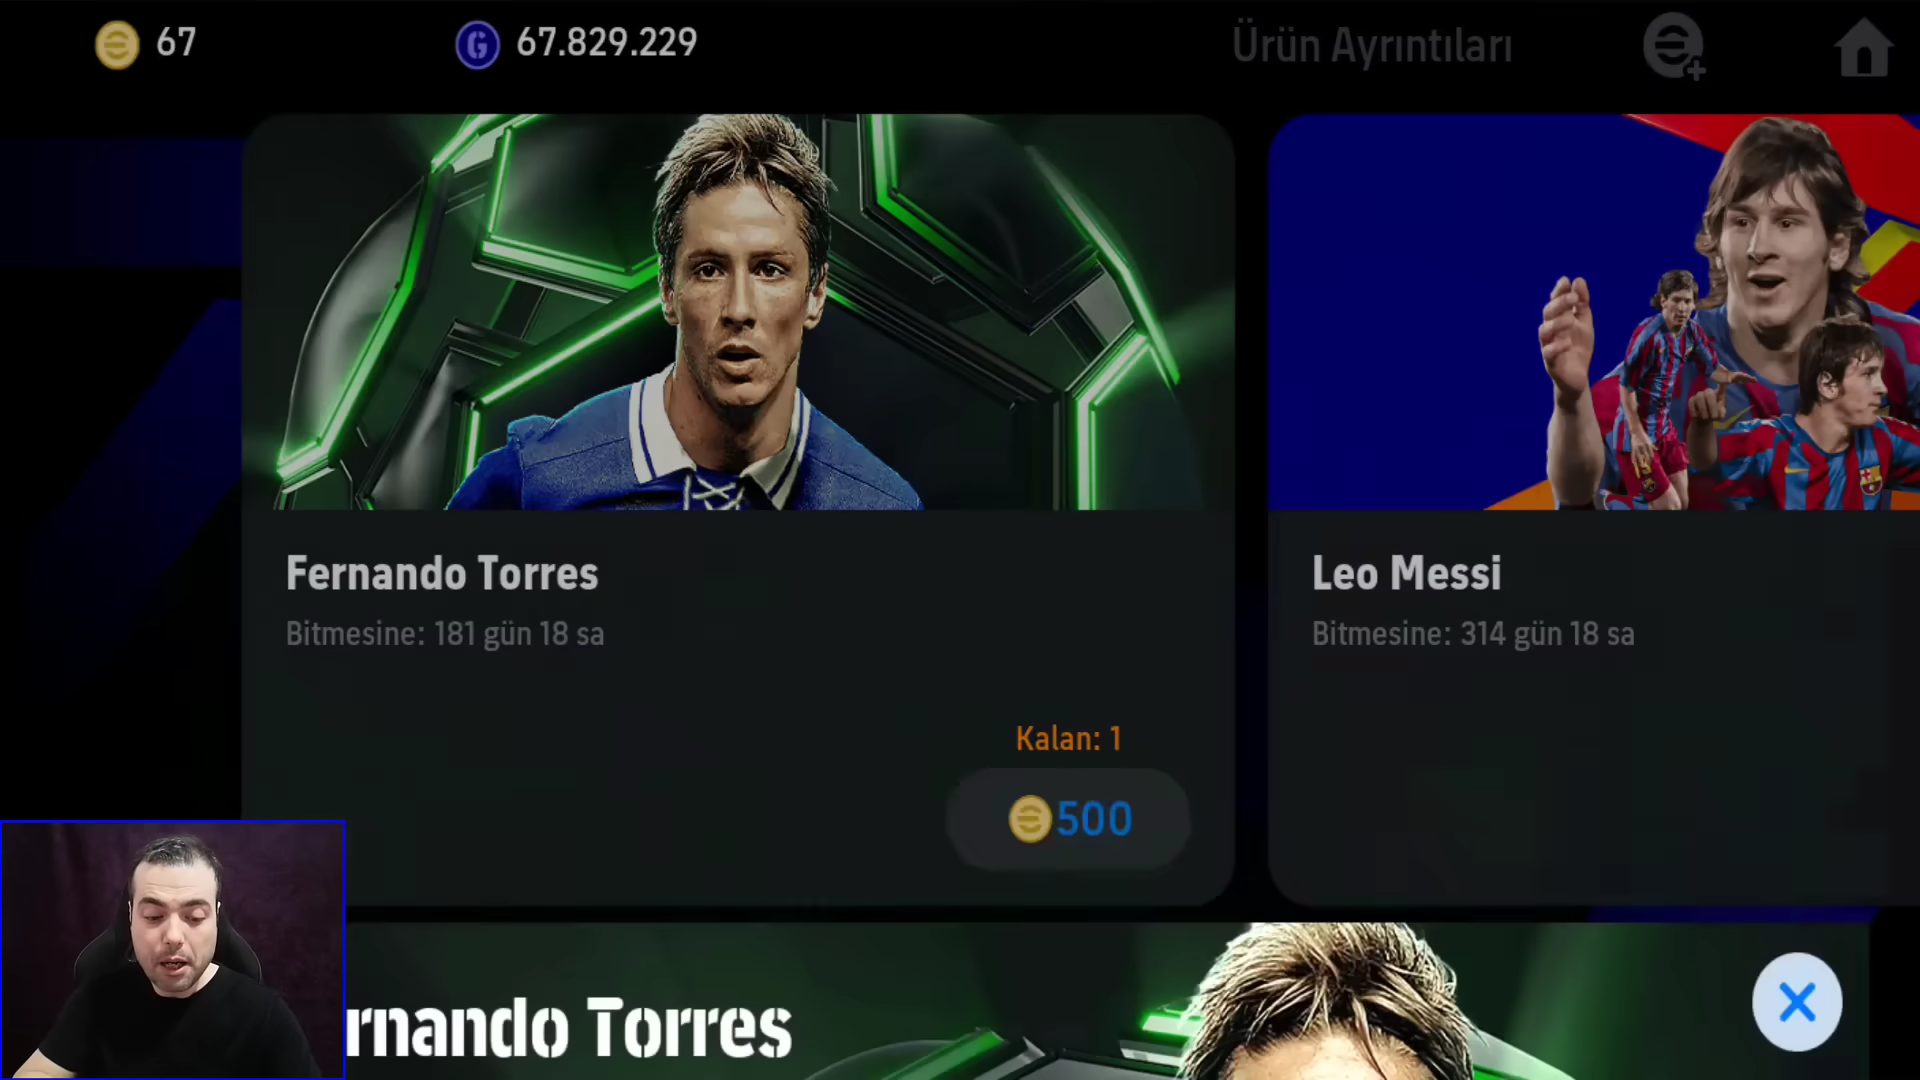 67
67.829.229
Ürün Ayrıntıları
Fernando Torres
Bitmesine: 181 gün 18 sa
Kalan: 1
500
Leo Messi
Bitmesine: 314 gün 18 sa
rnando Torres